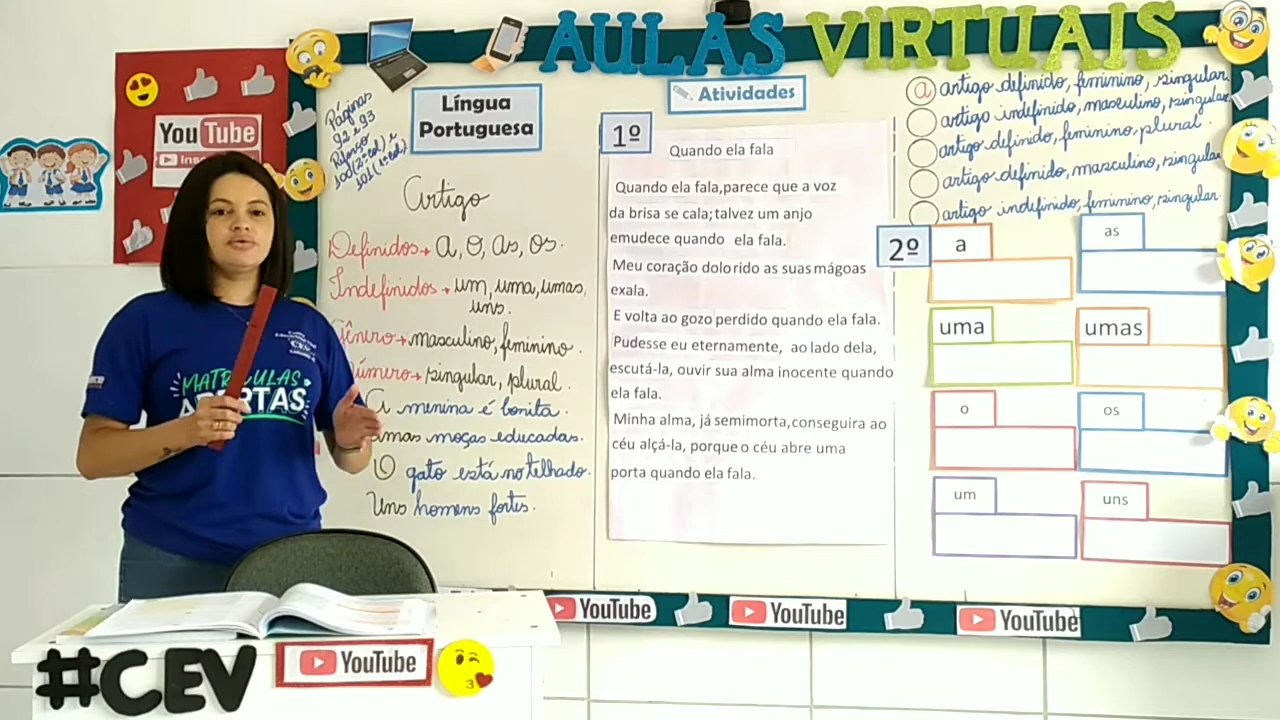 AULAS VIRTUAIS
YouTube
Páginas
92 e 93
100 (2ª col.) e
101 (1ª col.)
Língua
Portuguesa
Artigo
Definidos → a, o, as, os.
Indefinidos → um, uma, umas,
uns.
Gênero → masculino, feminino.
Número → singular, plural.
A menina é bonita.
umas moças educadas.
O gato está no telhado.
Uns homens fortes.
MATRÍCULAS
ABERTAS
Atividades
1º
Quando ela fala
Quando ela fala,parece que a voz
da brisa se cala;talvez um anjo
emudece quando ela fala.
Meu coração dolorido as suas mágoas
exala.
E volta ao gozo perdido quando ela fala.
Pudesse eu eternamente, ao lado dela,
escutá-la, ouvir sua alma inocente quando
ela fala.
Minha alma, já semimorta,conseguira ao
céu alçá-la, porque o céu abre uma
porta quando ela fala.
a artigo definido, feminino, singular.
artigo indefinido, masculino, singular.
artigo definido, feminino, plural.
artigo definido, masculino, singular
artigo indefinido, feminino, singular.
2º
a
as
uma
umas
o
os
um
uns
YouTube
YouTube
YouTube
#CEV
YouTube